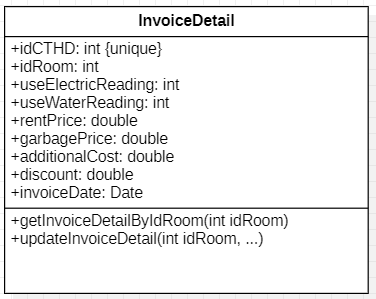 InvoiceDetail
+idCTHD: int {unique}
+idRoom: int
+useElectricReading: int
+useWaterReading: int
+rentPrice: double
+garbagePrice: double
+additionalCost: double
+discount: double
+invoiceDate: Date
+getInvoiceDetailByIdRoom(int idRoom)
+updateInvoiceDetail(int idRoom, ...)